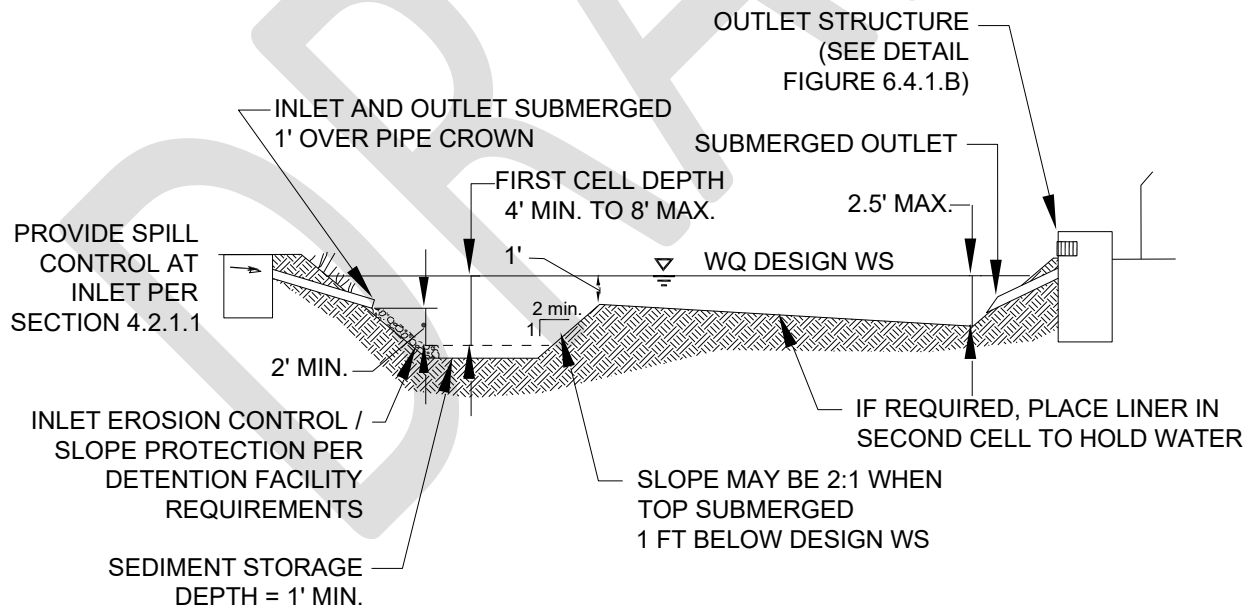 OUTLET STRUCTURE
(SEE DETAIL
FIGURE 6.4.1.B)
INLET AND OUTLET SUBMERGED
1' OVER PIPE CROWN
SUBMERGED OUTLET
FIRST CELL DEPTH
4' MIN. TO 8' MAX.
2.5' MAX.
PROVIDE SPILL
CONTROL AT
INLET PER
SECTION 4.2.1.1
1'
WQ DESIGN WS
2 min.
1
2' MIN.
INLET EROSION CONTROL /
SLOPE PROTECTION PER
DETENTION FACILITY
REQUIREMENTS
IF REQUIRED, PLACE LINER IN
SECOND CELL TO HOLD WATER
SLOPE MAY BE 2:1 WHEN
TOP SUBMERGED
1 FT BELOW DESIGN WS
SEDIMENT STORAGE
DEPTH = 1' MIN.